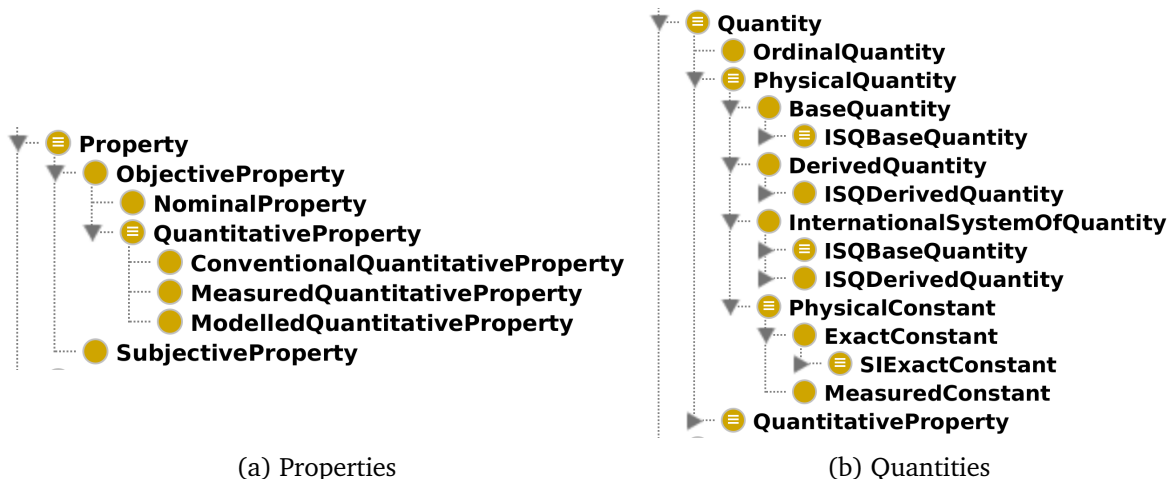 Property
ObjectiveProperty
NominalProperty
QuantitativeProperty
ConventionalQuantitativeProperty
MeasuredQuantitativeProperty
ModelledQuantitativeProperty
SubjectiveProperty
(a) Properties
Quantity
OrdinalQuantity
PhysicalQuantity
BaseQuantity
ISQBaseQuantity
DerivedQuantity
ISQDerivedQuantity
InternationalSystemOfQuantity
ISQBaseQuantity
ISQDerivedQuantity
PhysicalConstant
ExactConstant
SIExactConstant
MeasuredConstant
QuantitativeProperty
(b) Quantities